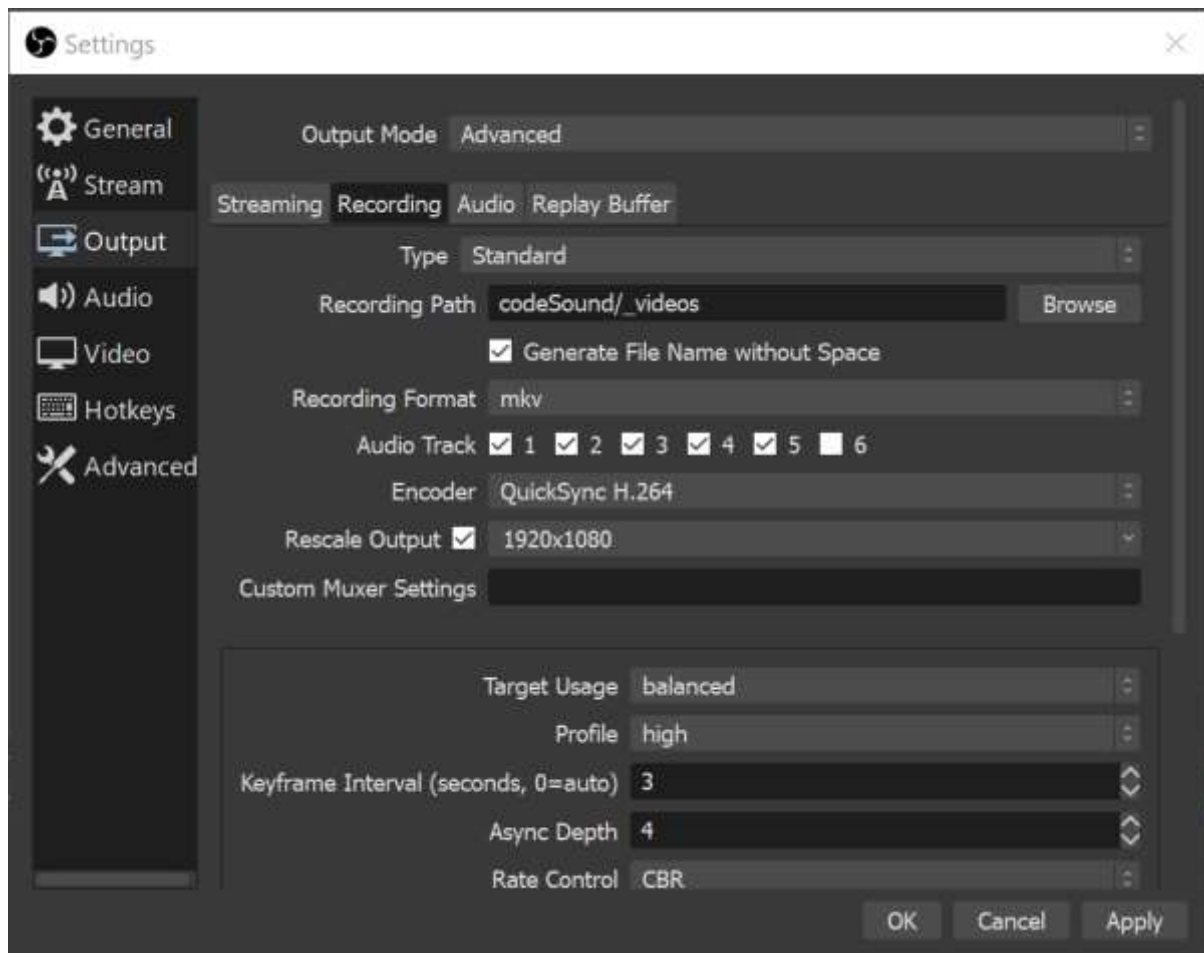 Settings
General
Stream
Output
Audio
Video
Hotkeys
Advanced
Output Mode Advanced
Streaming Recording Audio Replay Buffer
Type Standard
Recording Path codeSound/_videos Browse
Generate File Name without Space
Recording Format mkv
Audio Track 1 2 3 4 5 6
Encoder QuickSync H.264
Rescale Output 1920x1080
Custom Muxer Settings
Target Usage balanced
Profile high
Keyframe Interval (seconds, 0=auto) 3
Async Depth 4
Rate Control CBR
OK Cancel Apply